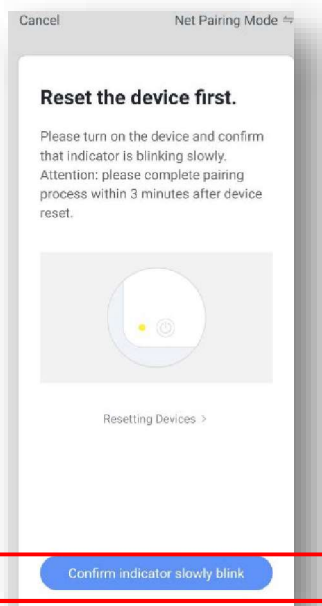 Cancel
Net Pairing Mode
Reset the device first.
Please turn on the device and confirm
that indicator is blinking slowly.
Attention: please complete pairing
process within 3 minutes after device
reset.
Resetting Devices >
Confirm indicator slowly blink